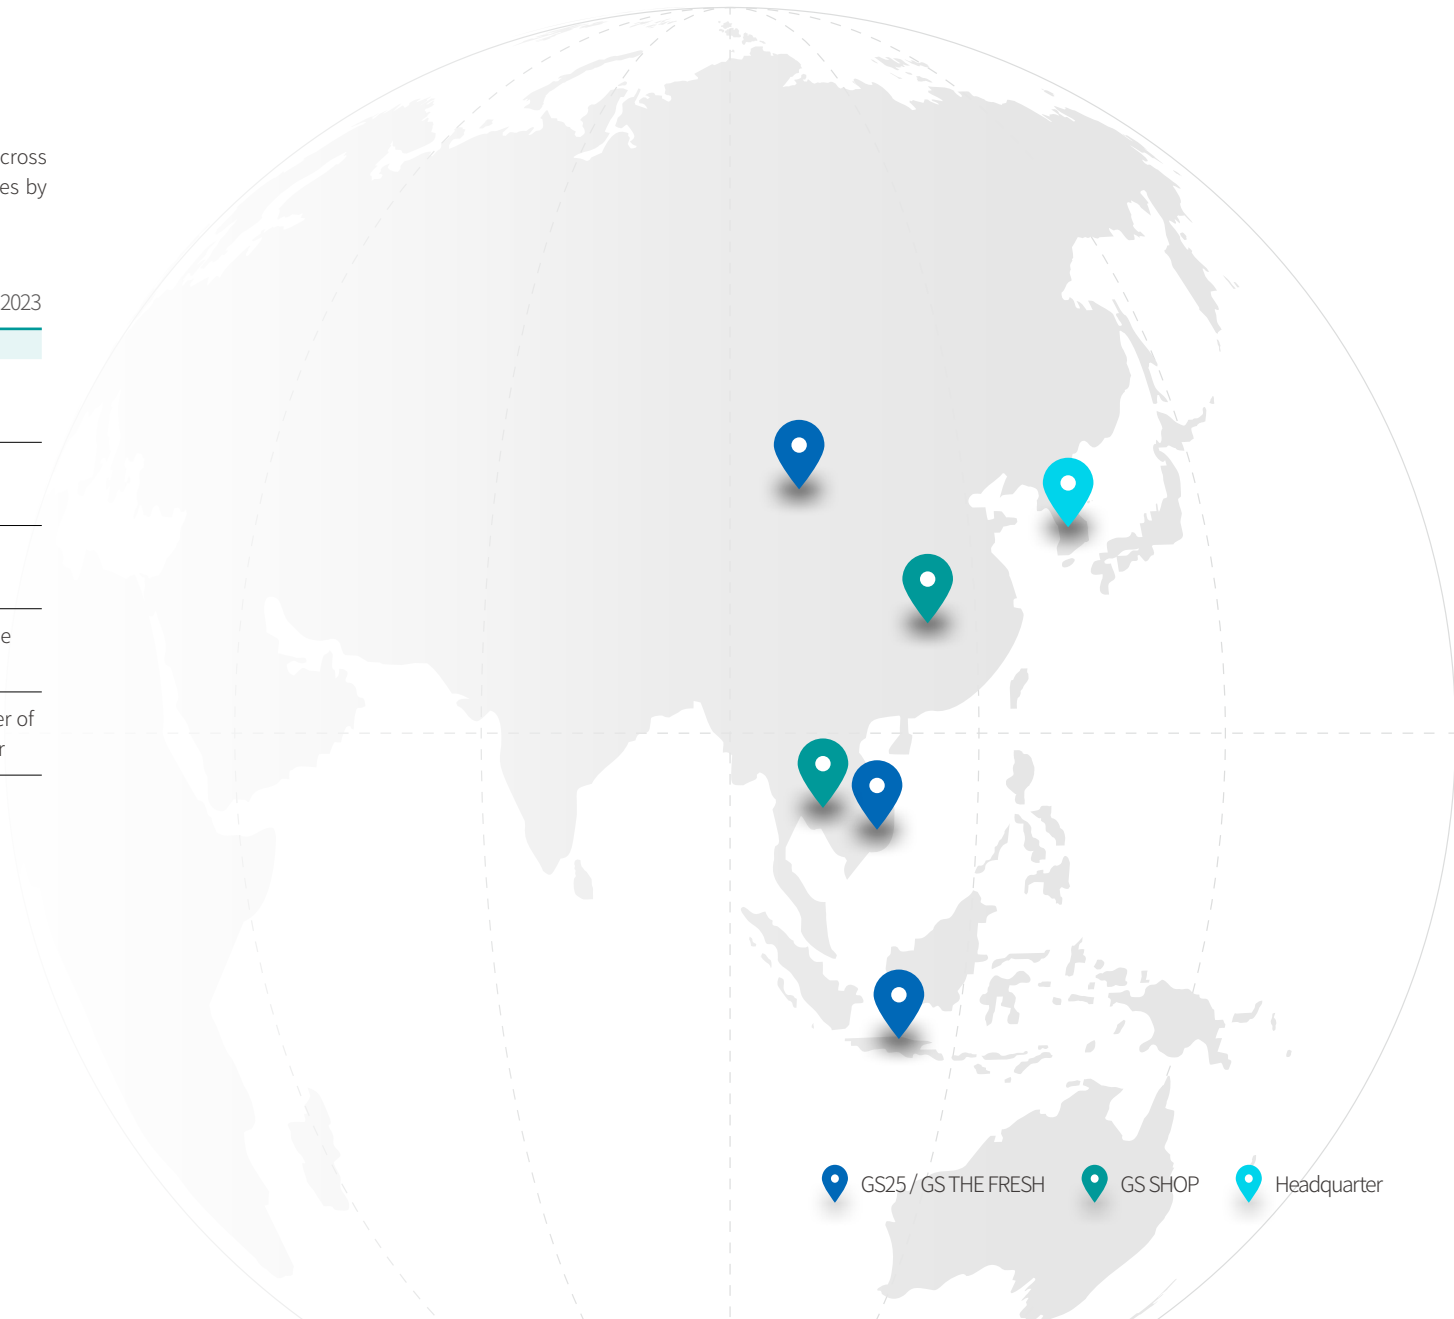 cross
es by
2023
e
er of
r
GS25 / GS THE FRESH
GS SHOP
Headquarter